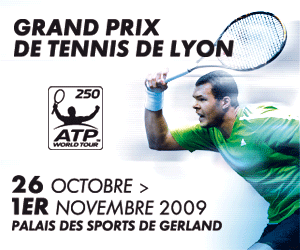 GRAND PRIX
DE TENNIS DE LYON
250
ATP
WORLD TOUR
26 OCTOBRE >
1ER NOVEMBRE 2009
PALAIS DES SPORTS DE GERLAND